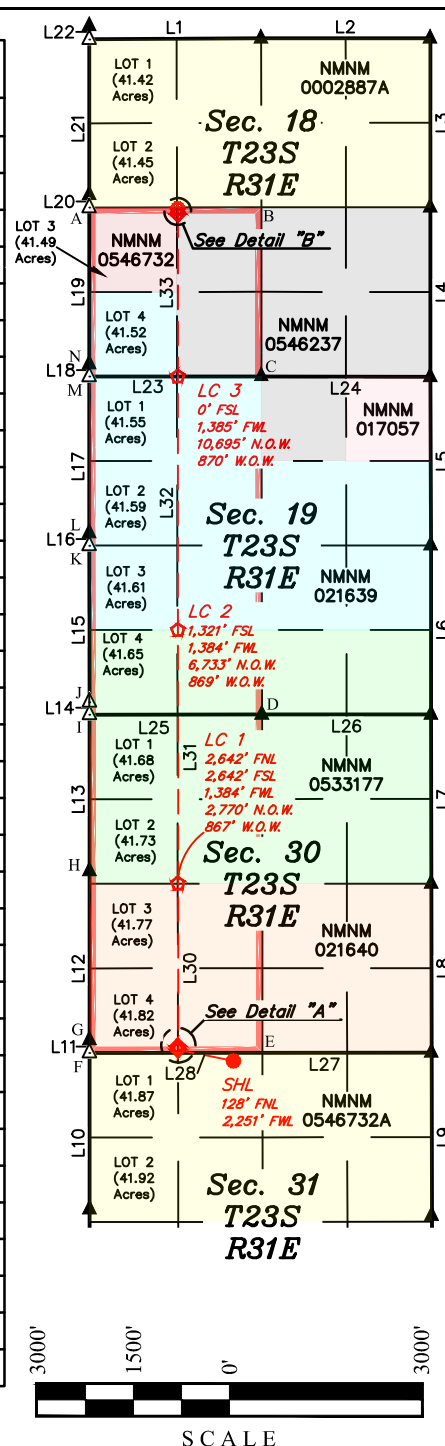 L22
L1
L2
LOT 1
(41.42
Acres)
NMNM
0002887A
L21
3
Sec. 18
T23S
R31E
LOT 2
(41.45
Acres)
L20
A
B
LOT 3
(41.49
Acres)
NMNM
0546732
See Detail "B"
L19
L33
4
NMNM
0546237
LOT 4
(41.52
Acres)
N
L18
M
L23
C
L24
LC 3
0' FSL
1,385' FWL
10,695' N.O.W.
870' W.O.W.
LOT 1
(41.55
Acres)
NMNM
017057
L17
5
LOT 2
(41.59
Acres)
L32
Sec. 19
T23S
R31E
L
L16
K
LOT 3
(41.61
Acres)
NMNM
021639
LC 2
1,321' FSL
1,384' FWL
6,733' N.O.W.
869' W.O.W.
L15
6
LOT 4
(41.65
Acres)
J
L14
I
D
L25
L26
LC 1
2,642' FNL
2,642' FSL
1,384' FWL
2,770' N.O.W.
867' W.O.W.
LOT 1
(41.68
Acres)
L31
NMNM
0533177
L13
7
LOT 2
(41.73
Acres)
Sec. 30
T23S
R31E
H
LOT 3
(41.77
Acres)
NMNM
021640
L12
L30
8
LOT 4
(41.82
Acres)
See Detail "A"
G
L11
F
E
L28
L27
LOT 1
(41.87
Acres)
SHL
128' FNL
2,251' FWL
NMNM
0546732A
L10
9
LOT 2
(41.92
Acres)
Sec. 31
T23S
R31E
3000'
1500'
0'
3000'
SCALE